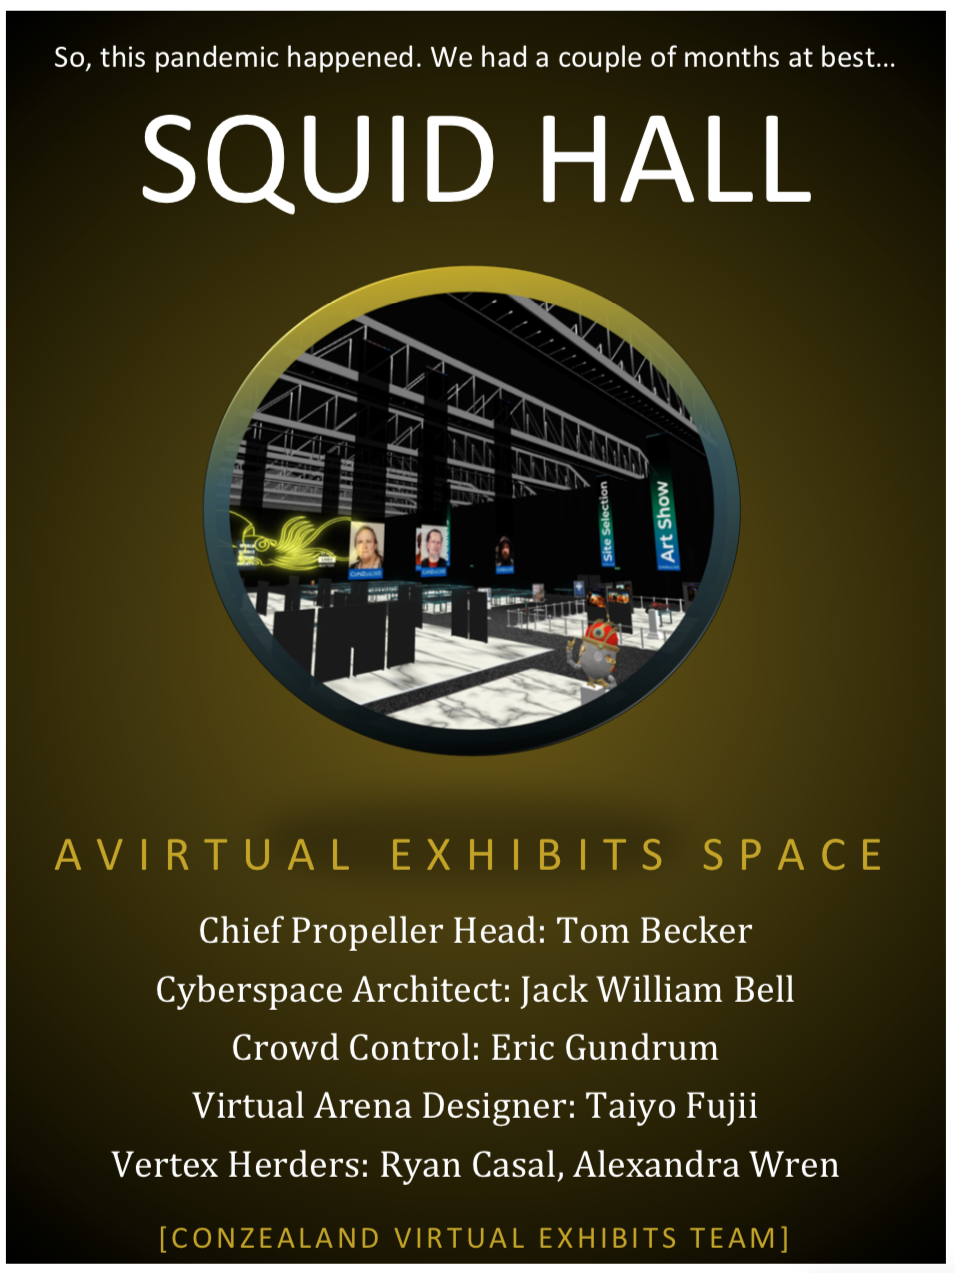 So, this pandemic happened. We had a couple of months at best...
SQUID HALL
Site Selection
Art Show
AVIRTUAL EXHIBITS SPACE
Chief Propeller Head: Tom Becker
Cyberspace Architect: Jack William Bell
Crowd Control: Eric Gundrum
Virtual Arena Designer: Taiyo Fujii
Vertex Herders: Ryan Casal, Alexandra Wren
[CONZEALAND VIRTUAL EXHIBITS TEAM]